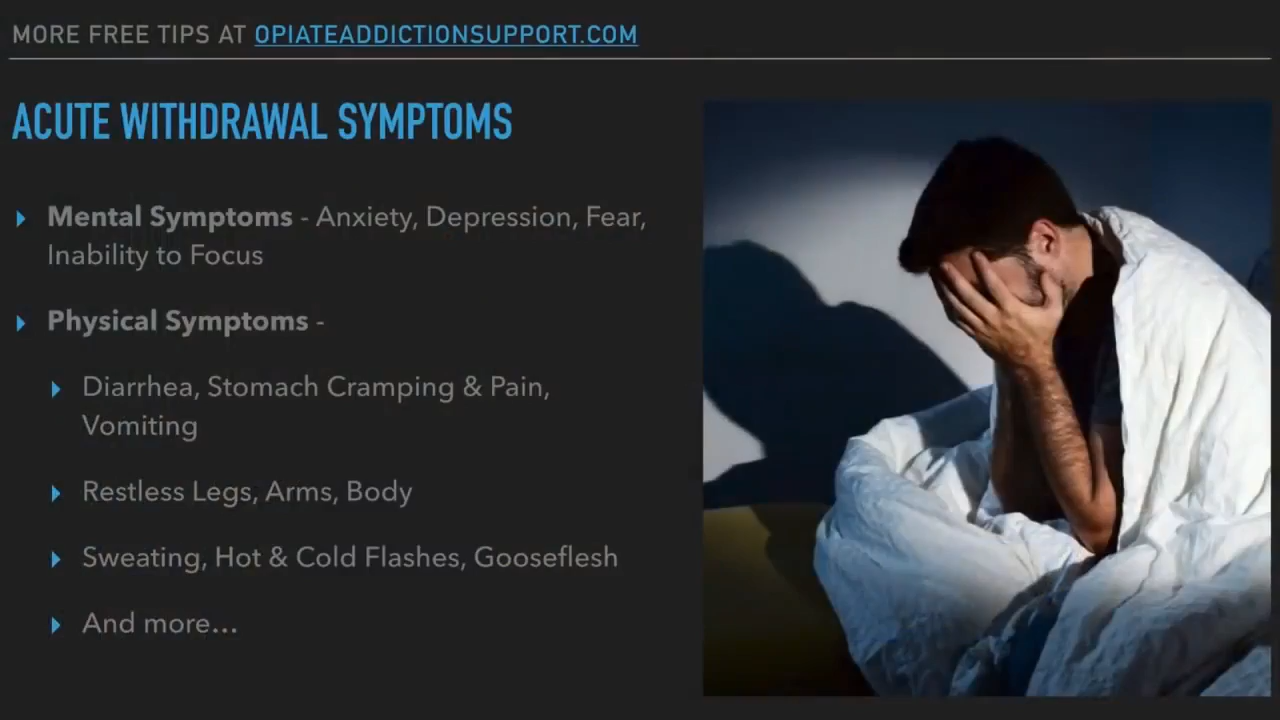 MORE FREE TIPS AT OPIATEADDICTIONSUPPORT.COM
ACUTE WITHDRAWAL SYMPTOMS
Mental Symptoms - Anxiety, Depression, Fear,
Inability to Focus
Physical Symptoms -
Diarrhea, Stomach Cramping & Pain,
Vomiting
Restless Legs, Arms, Body
Sweating, Hot & Cold Flashes, Gooseflesh
And more…